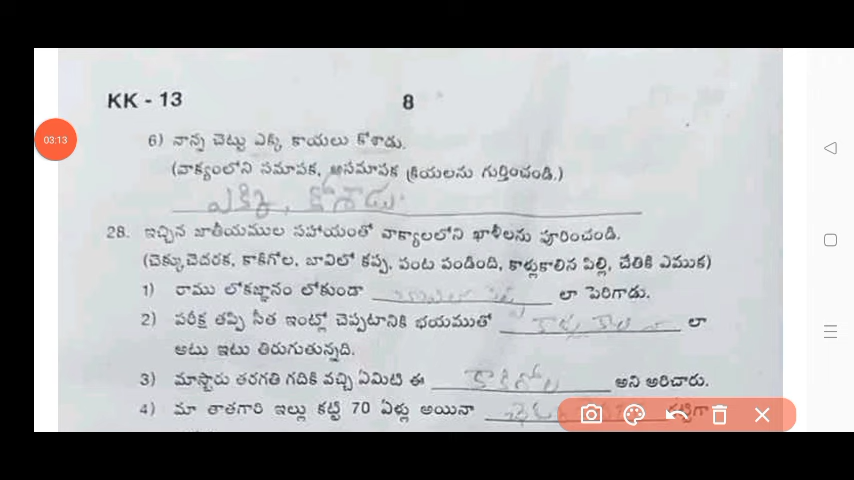 KK - 13
8
03:13
6) నాన్న చెట్టు ఎక్కి కాయలు కోశాడు.
(వాక్యంలోని సమాపక, అసమాపక క్రియలను గుర్తించండి.)
ఎక్కి, కోశాడు
28. ఇచ్చిన జాతీయముల సహాయంతో వాక్యాలలోని ఖాళీలను పూరించండి.
(చెక్కుచెదరక, కాకిగోల, బావిలో కప్ప, పంట పండింది, కాళ్లుకాలిన పిల్లి, చేతికి ఎముక)
1) రాము లోకజ్ఞానం లోకుండా లా పెరిగాడు.
2) పరీక్ష తప్పి సీత ఇంట్లో చెప్పటానికి భయముతో లా
అటు ఇటు తిరుగుతున్నది.
3) మాస్టారు తరగతి గదికి వచ్చి ఏమిటి ఈ కాకిగోల అని అరిచారు.
4) మా తాతగారి ఇల్లు కట్టి 70 ఏళ్లు అయినా